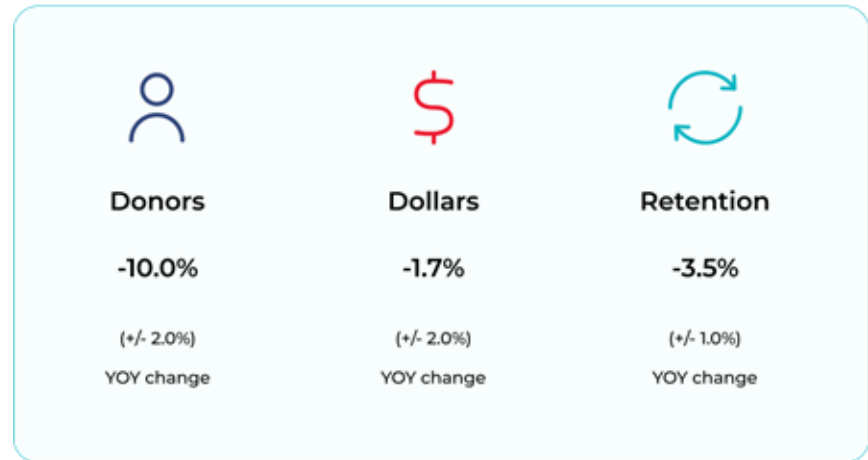 Donors
Dollars
Retention
-10.0%
-1.7%
-3.5%
(+/- 2.0%)
(+/- 2.0%)
(+/- 1.0%)
YOY change
YOY change
YOY change